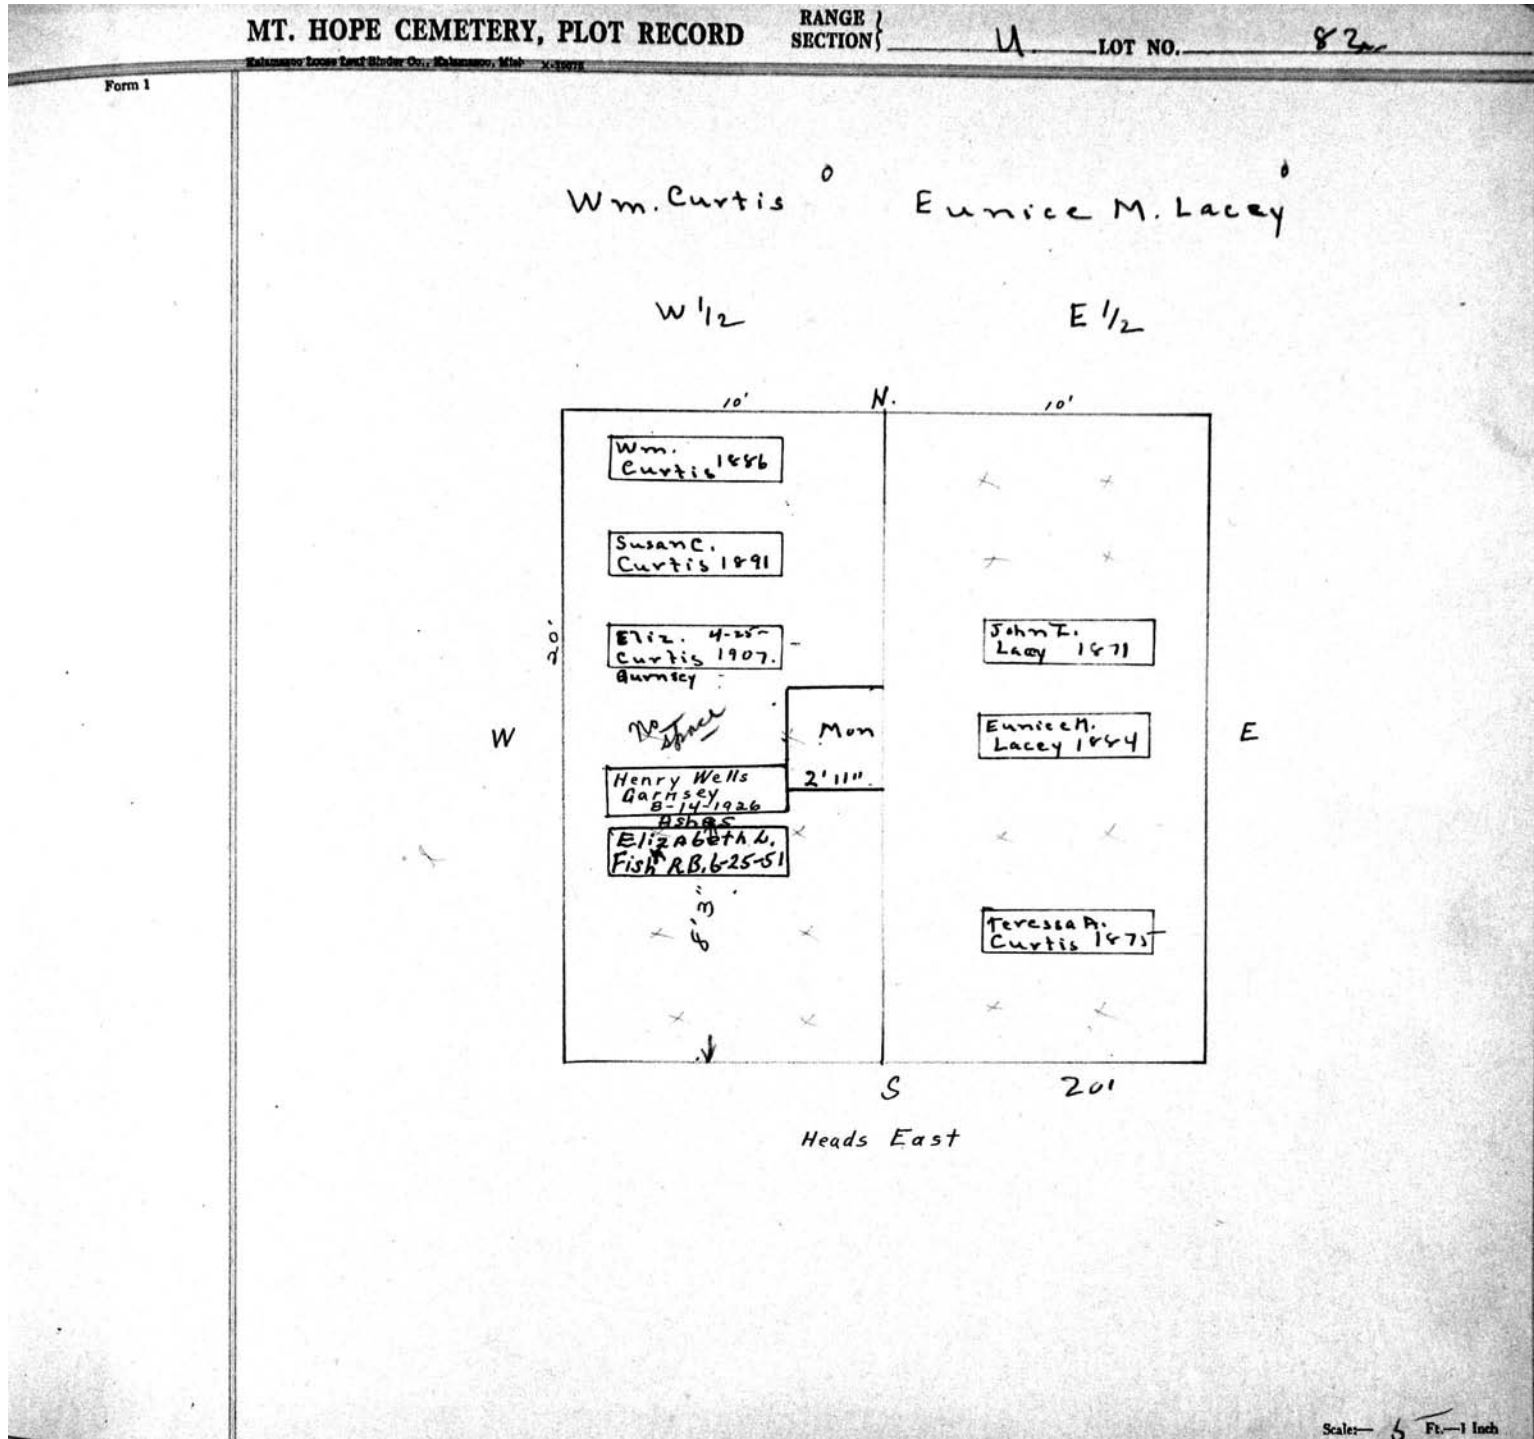 MT. HOPE CEMETERY, PLOT RECORD
RANGE
SECTION U LOT NO. 82
Kalamazoo Loose Leaf Binder Co., Kalamazoo, Mich
Form 1
Wm. Curtis Eunice M. Lacey
W 1/2 E 1/2
10' N. 10'
Wm.
Curtis 1886
Susan C.
Curtis 1891
Eliz. 4-25-
Curtis 1907.
Gurnsey
John
Lacey 1871
20'
No
space
Mon
2' 11".
Eunice M.
Lacey 1884
W E
Henry Wells
Garnsey
8-14-1926
Ashes
Elizabeth L.
Fish R.B. 6-25-51
8' 3"
Teressa A.
Curtis 1875
S 201
Heads East
Scale:— 5 Ft.—1 Inch